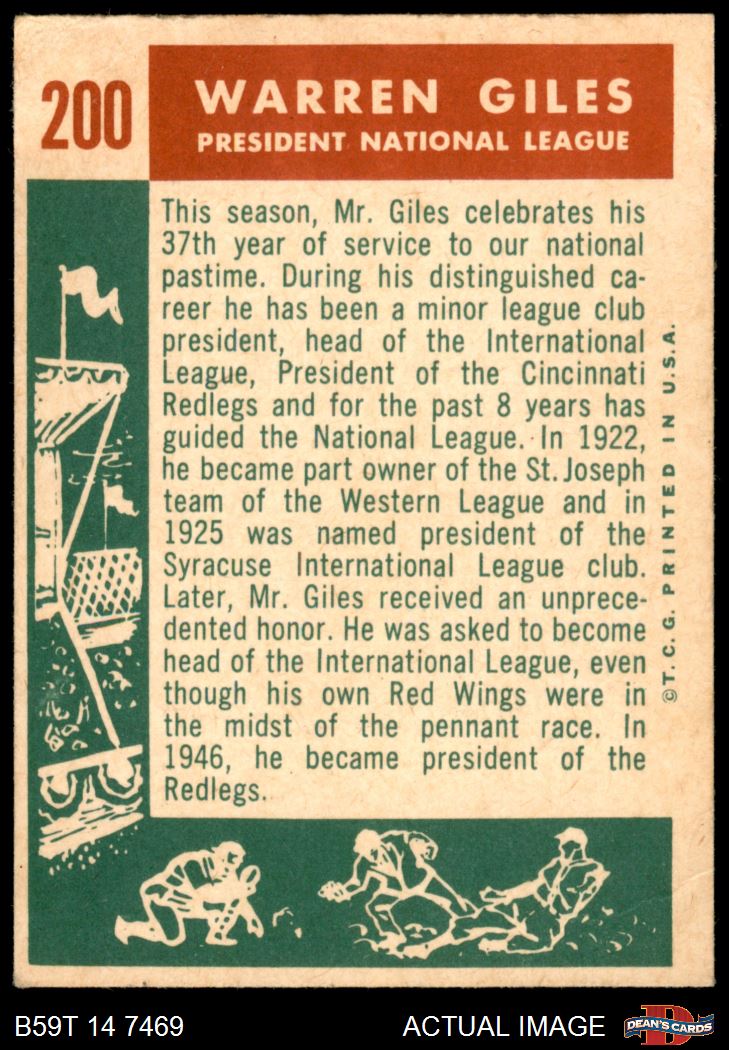 200
WARREN GILES
PRESIDENT NATIONAL LEAGUE
This season, Mr. Giles celebrates his
37th year of service to our national
pastime. During his distinguished ca-
reer he has been a minor league club
president, head of the International
League, President of the Cincinnati
Redlegs and for the past 8 years has
guided the National League. In 1922,
he became part owner of the St. Joseph
team of the Western League and in
1925 was named president of the
Syracuse International League club.
Later, Mr. Giles received an unprece-
dented honor. He was asked to become
head of the International League, even
though his own Red Wings were in
the midst of the pennant race. In
1946, he became president of the
Redlegs.
©T. C. G. PRINTED IN U.S.A.
B59T 14 7469
ACTUAL IMAGE
D
DEAN'S CARDS